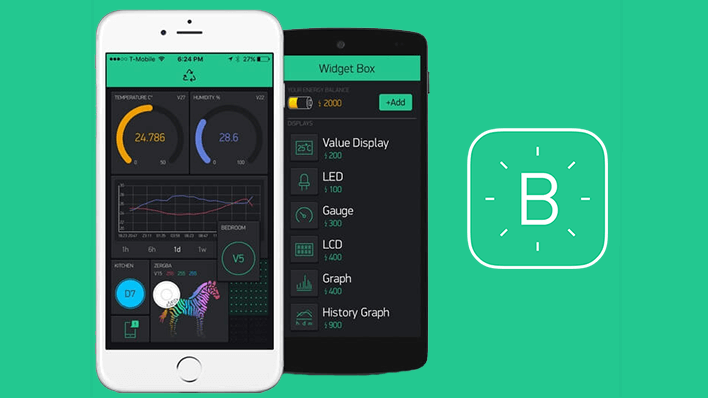 T-Mobile 6:24 PM 27%
TEMPERATURE C° V27
HUMIDITY % V22
24.786
0 50
28.6
0 100
1h 6h 1d 1w
BEDROOM
V5
KITCHEN
D7
ZERGBA
V15
Widget Box
YOUR ENERGY BALANCE
2000
+Add
DISPLAYS
25°C
Value Display
200
LED
100
Gauge
300
LCD
400
Graph
400
History Graph
h d m
900
B